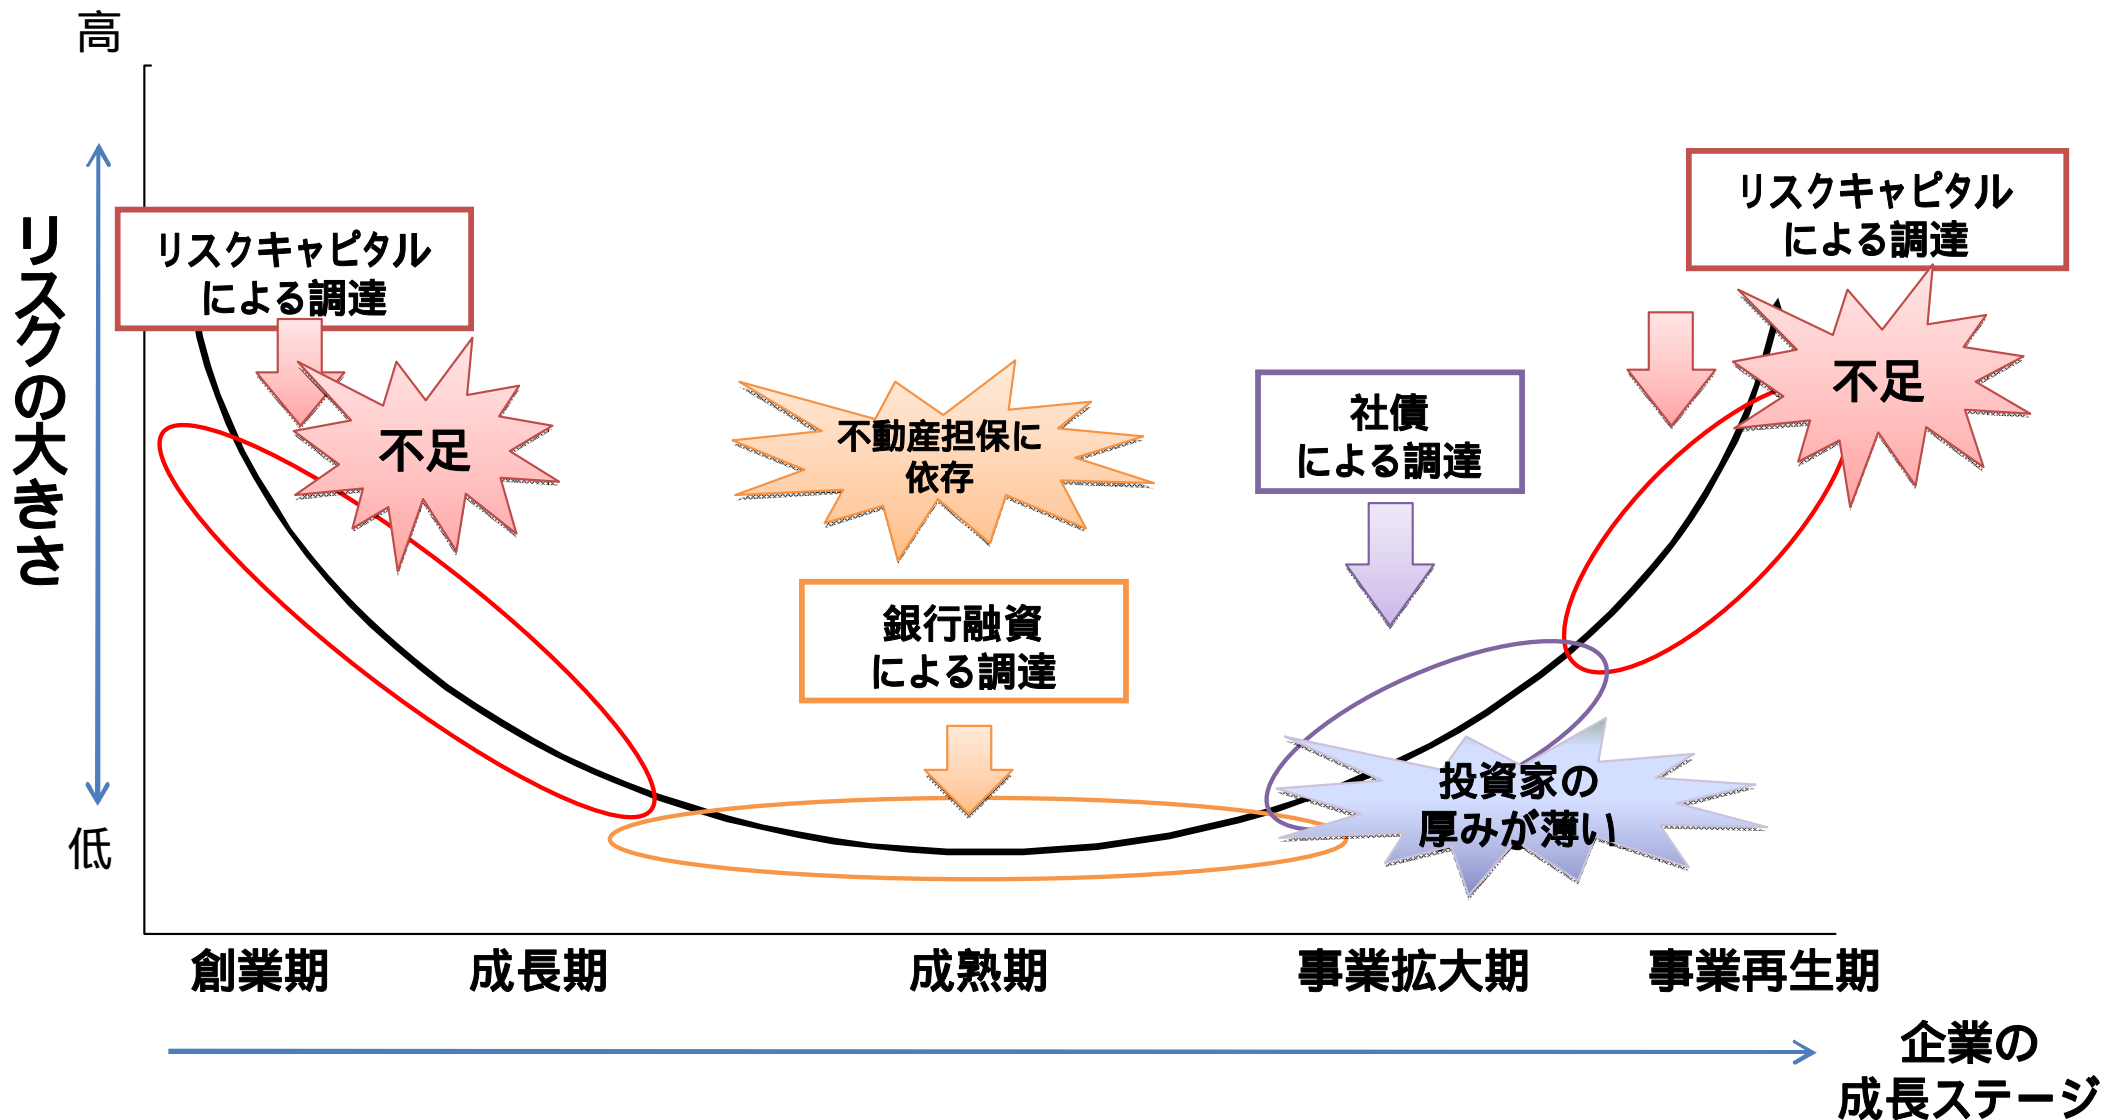 高
リスクの大きさ
低
リスクキャピタル
による調達
不足
不動産担保に
依存
銀行融資
による調達
社債
による調達
投資家の
厚みが薄い
リスクキャピタル
による調達
不足
創業期
成長期
成熟期
事業拡大期
事業再生期
企業の
成長ステージ